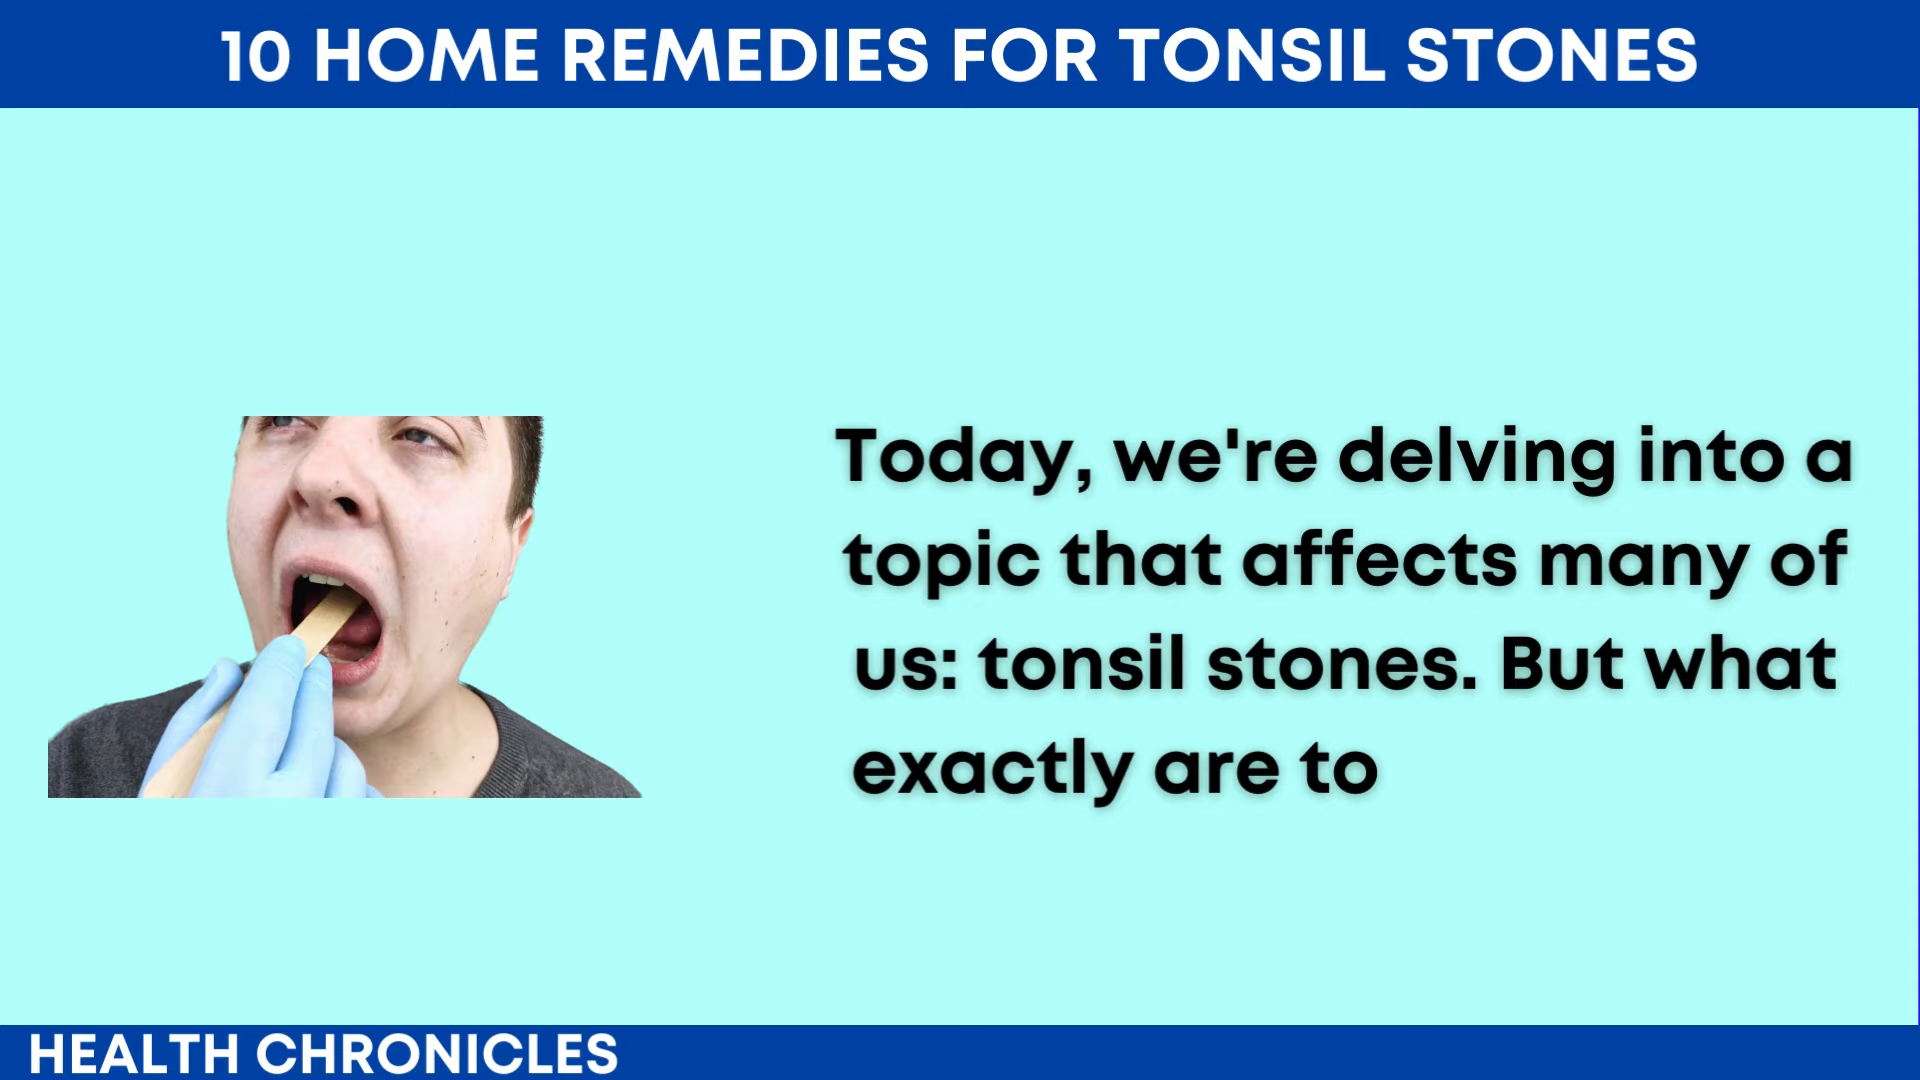 10 HOME REMEDIES FOR TONSIL STONES
Today, we're delving into a
topic that affects many of
us: tonsil stones. But what
exactly are to
HEALTH CHRONICLES